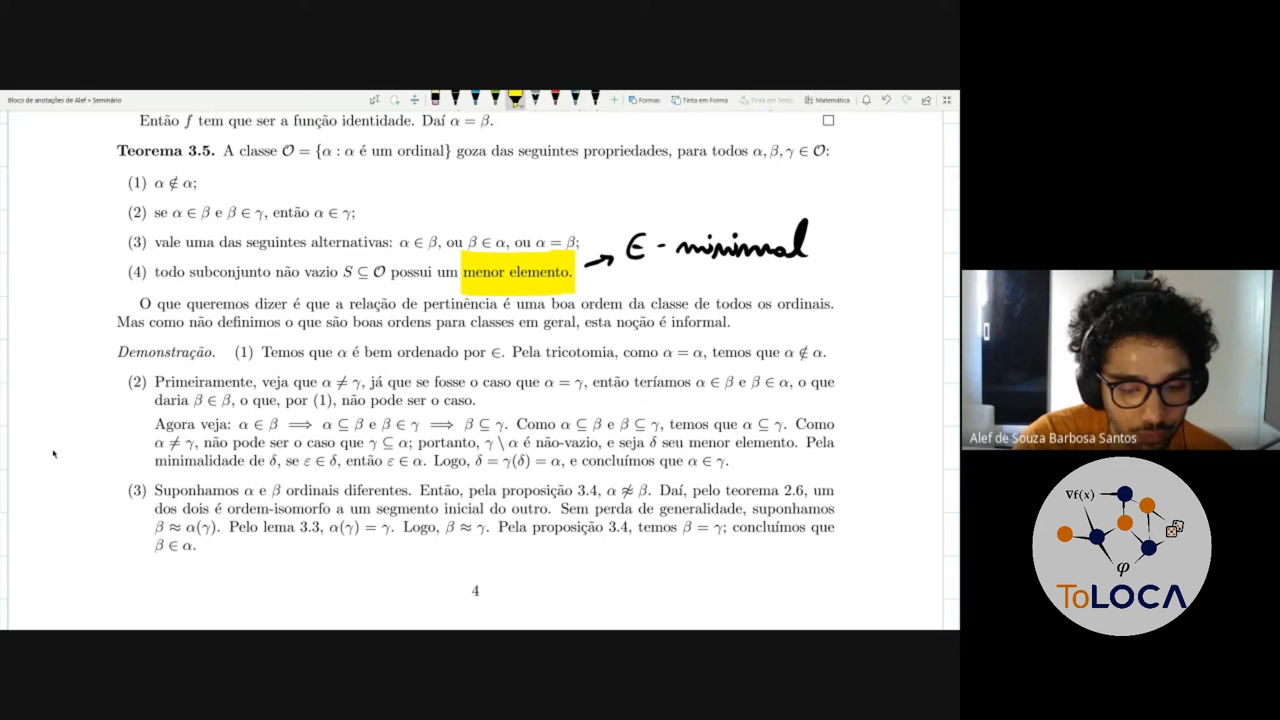 Bloco de anotações de Alef » Seminário
Formas
Tinta em Forma
Tinta em Texto
Matemática
Então f tem que ser a função identidade. Daí α = β. □
Teorema 3.5. A classe 𝒪 = {α : α é um ordinal} goza das seguintes propriedades, para todos α, β, γ ∈ 𝒪:
(1) α ∉ α;
(2) se α ∈ β e β ∈ γ, então α ∈ γ;
(3) vale uma das seguintes alternativas: α ∈ β, ou β ∈ α, ou α = β;
(4) todo subconjunto não vazio S ⊆ 𝒪 possui um menor elemento.
→ ∈ - minimal
O que queremos dizer é que a relação de pertinência é uma boa ordem da classe de todos os ordinais.
Mas como não definimos o que são boas ordens para classes em geral, esta noção é informal.
Demonstração. (1) Temos que α é bem ordenado por ∈. Pela tricotomia, como α = α, temos que α ∉ α.
(2) Primeiramente, veja que α ≠ γ, já que se fosse o caso que α = γ, então teríamos α ∈ β e β ∈ α, o que
daria β ∈ β, o que, por (1), não pode ser o caso.
Agora veja: α ∈ β ⟹ α ⊆ β e β ∈ γ ⟹ β ⊆ γ. Como α ⊆ β e β ⊆ γ, temos que α ⊆ γ. Como
α ≠ γ, não pode ser o caso que γ ⊆ α; portanto, γ \ α é não-vazio, e seja δ seu menor elemento. Pela
minimalidade de δ, se ε ∈ δ, então ε ∈ α. Logo, δ = γ(δ) = α, e concluímos que α ∈ γ.
(3) Suponhamos α e β ordinais diferentes. Então, pela proposição 3.4, α ≉ β. Daí, pelo teorema 2.6, um
dos dois é ordem-isomorfo a um segmento inicial do outro. Sem perda de generalidade, suponhamos
β ≈ α(γ). Pelo lema 3.3, α(γ) = γ. Logo, β ≈ γ. Pela proposição 3.4, temos β = γ; concluímos que
β ∈ α.
4
Alef de Souza Barbosa Santos
∇f(x)
φ
ToLOCA